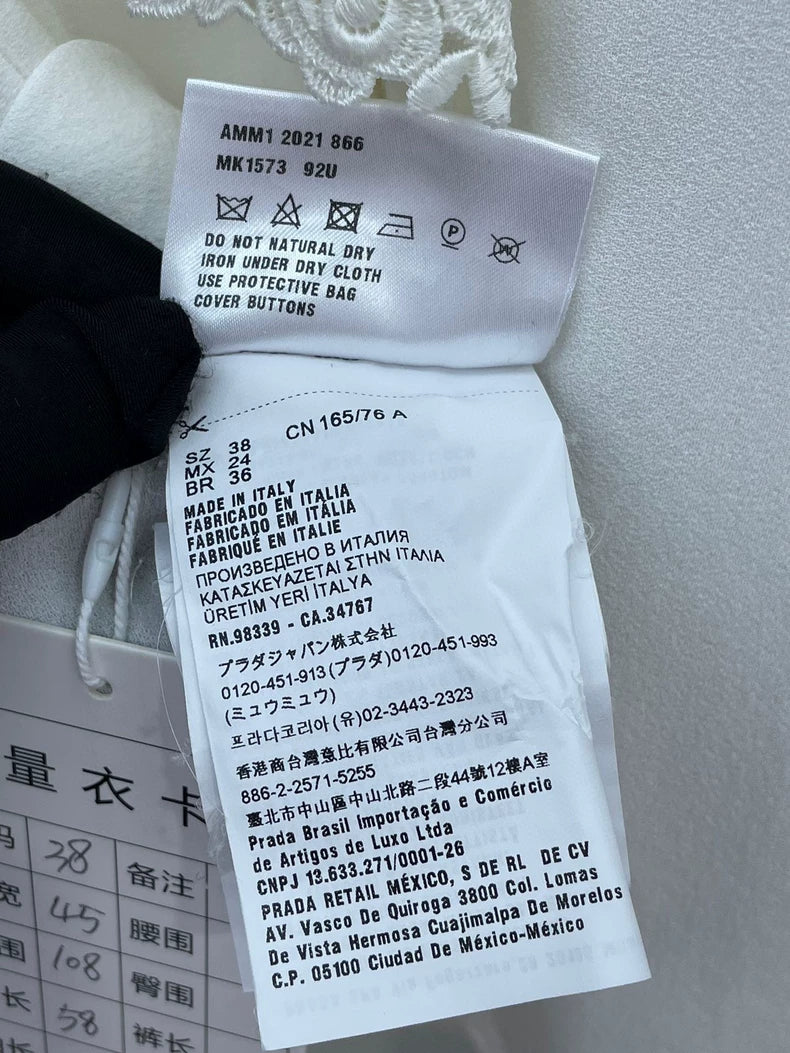 AMM1 2021 866
MK1573 92U
P
W
DO NOT NATURAL DRY
IRON UNDER DRY CLOTH
USE PROTECTIVE BAG
COVER BUTTONS
CN 165/76 A
SZ 38
MX 24
BR 36
MADE IN ITALY
FABRICADO EN ITALIA
FABRICADO EM ITÁLIA
FABRIQUÉ EN ITALIE
ПРОИЗВЕДЕНО В ИТАЛИЯ
ΚΑΤΑΣΚΕΥΑΖΕΤΑΙ ΣΤΗΝ ΙΤΑΛΙΑ
ÜRETİM YERİ İTALYA
RN.98339 - CA.34767
プラダジャパン株式会社
0120-451-913(プラダ)0120-451-993
(ミュウミュウ)
프라다코리아(유)02-3443-2323
香港商台灣意比有限公司台灣分公司
886-2-2571-5255
臺北市中山區中山北路二段44號12樓A室
Prada Brasil Importação e Comércio
de Artigos de Luxo Ltda
CNPJ 13.633.271/0001-26
PRADA RETAIL MÉXICO, S DE RL DE CV
AV. Vasco De Quiroga 3800 Col. Lomas
De Vista Hermosa Cuajimalpa De Morelos
C.P. 05100 Ciudad De México-México
量衣卡
码 38 备注
宽 45 腰围
围 108 臀围
长 58 裤长